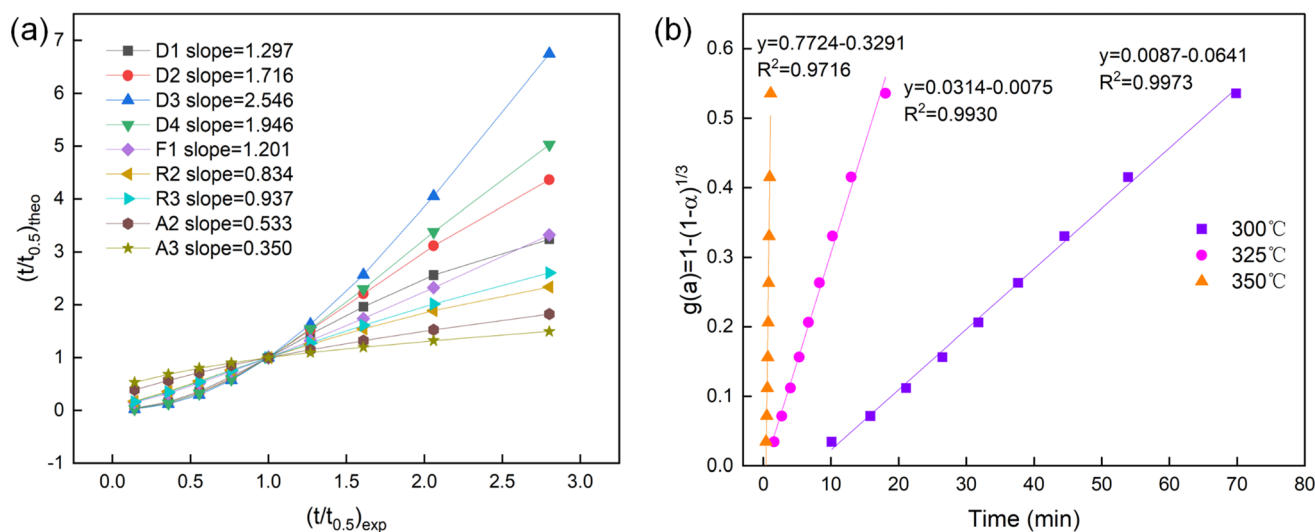 (a)
7
6
5
4
3
2
1
0
-1
(t/t0.5)theo
D1 slope=1.297
D2 slope=1.716
D3 slope=2.546
D4 slope=1.946
F1 slope=1.201
R2 slope=0.834
R3 slope=0.937
A2 slope=0.533
A3 slope=0.350
0.0 0.5 1.0 1.5 2.0 2.5 3.0
(t/t0.5)exp
(b)
0.6
0.5
0.4
0.3
0.2
0.1
0.0
g(a)=1-(1-α)1/3
y=0.7724-0.3291
R2=0.9716
y=0.0314-0.0075
R2=0.9930
y=0.0087-0.0641
R2=0.9973
300℃
325℃
350℃
0 10 20 30 40 50 60 70 80
Time (min)